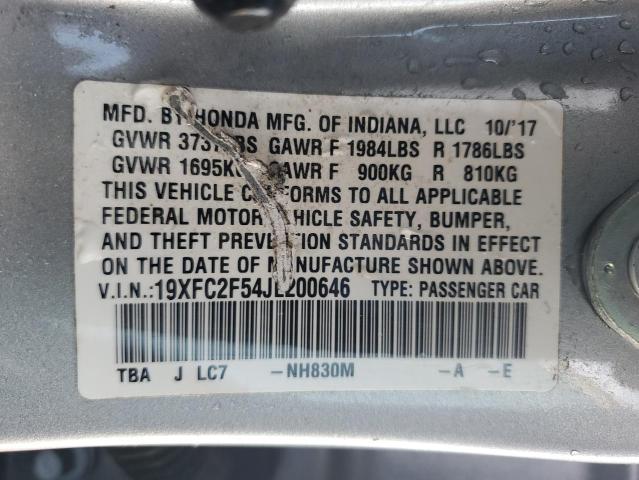 MFD. BY HONDA MFG. OF INDIANA, LLC 10/'17
GVWR GAWR F 1984LBS R 1786LBS
GVWR 1695KG GAWR F 900KG R 810KG
THIS VEHICLE CONFORMS TO ALL APPLICABLE
FEDERAL MOTOR VEHICLE SAFETY, BUMPER,
AND THEFT PREVENTION STANDARDS IN EFFECT
ON THE DATE OF MANUFACTURE SHOWN ABOVE.
V.I.N.: 19XFC2F54JE200646 TYPE: PASSENGER CAR
TBA J LC7 -NH830M -A -E